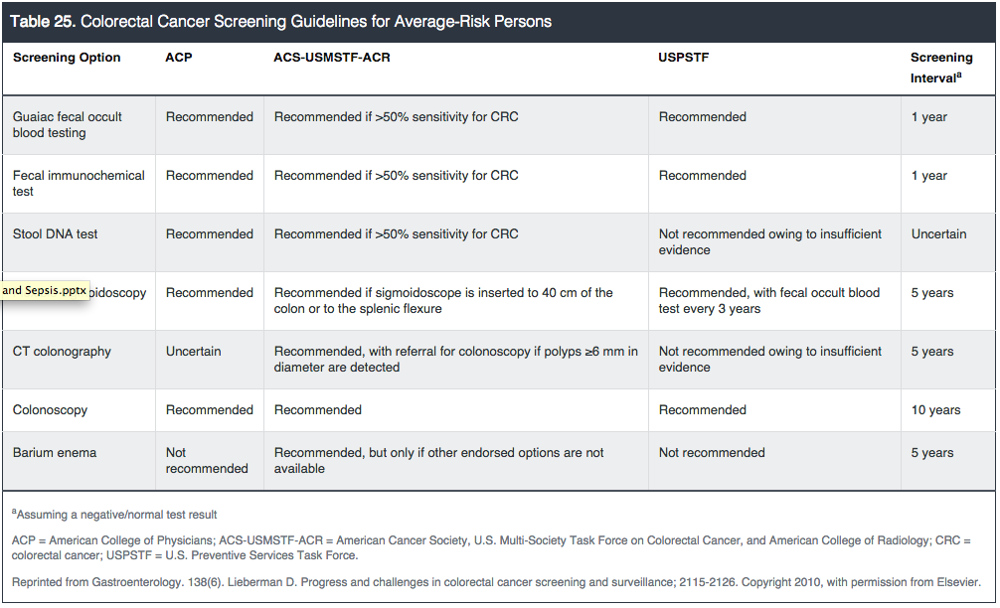 Table 25. Colorectal Cancer Screening Guidelines for Average-Risk Persons
Screening Option ACP ACS-USMSTF-ACR USPSTF Screening
Intervalᵃ
Guaiac fecal occult Recommended Recommended if >50% sensitivity for CRC Recommended 1 year
blood testing
Fecal immunochemical Recommended Recommended if >50% sensitivity for CRC Recommended 1 year
test
Stool DNA test Recommended Recommended if >50% sensitivity for CRC Not recommended owing to insufficient Uncertain
evidence
and Sepsis.pptx oidoscopy Recommended Recommended if sigmoidoscope is inserted to 40 cm of the Recommended, with fecal occult blood 5 years
colon or to the splenic flexure test every 3 years
CT colonography Uncertain Recommended, with referral for colonoscopy if polyps ≥6 mm in Not recommended owing to insufficient 5 years
diameter are detected evidence
Colonoscopy Recommended Recommended Recommended 10 years
Barium enema Not Recommended, but only if other endorsed options are not Not recommended 5 years
recommended available
ᵃAssuming a negative/normal test result
ACP = American College of Physicians; ACS-USMSTF-ACR = American Cancer Society, U.S. Multi-Society Task Force on Colorectal Cancer, and American College of Radiology; CRC =
colorectal cancer; USPSTF = U.S. Preventive Services Task Force.
Reprinted from Gastroenterology. 138(6). Lieberman D. Progress and challenges in colorectal cancer screening and surveillance; 2115-2126. Copyright 2010, with permission from Elsevier.